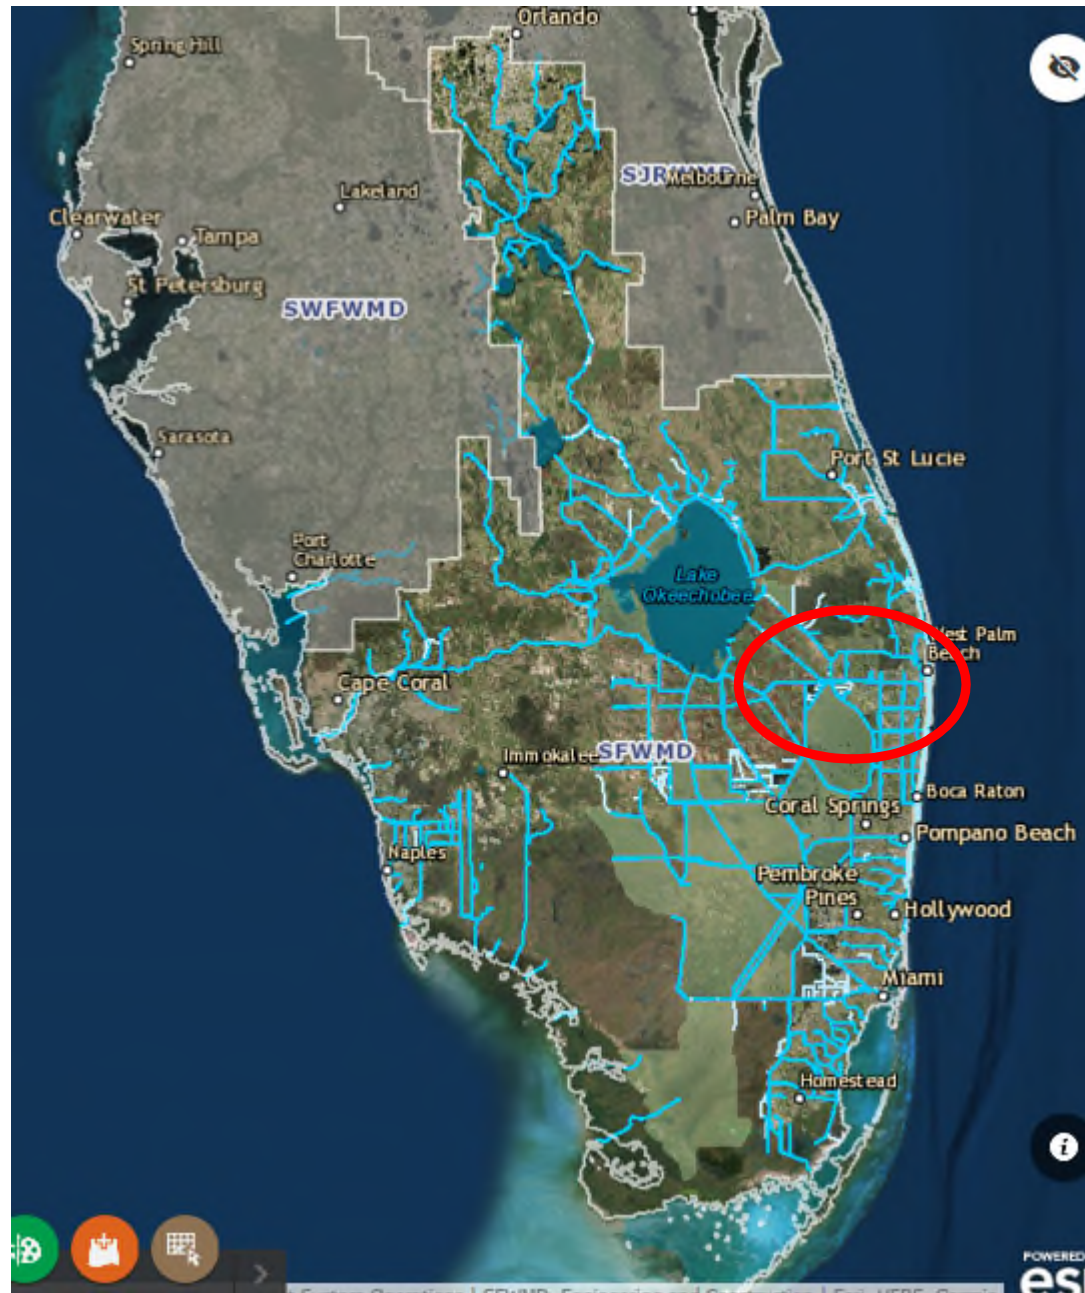 Orlando
Spring Hill
SJRWMD
Melbourne
Lakeland
Clearwater
Palm Bay
Tampa
St Petersburg
SWFWMD
Sarasota
Port St Lucie
Port
Charlotte
Lake
Okeechobee
West Palm
Beach
Cape Coral
Immokalee
SFWMD
Boca Raton
Coral Springs
Pompano Beach
Naples
Pembroke
Pines
Hollywood
Miami
Homestead
i
POWERED
esr